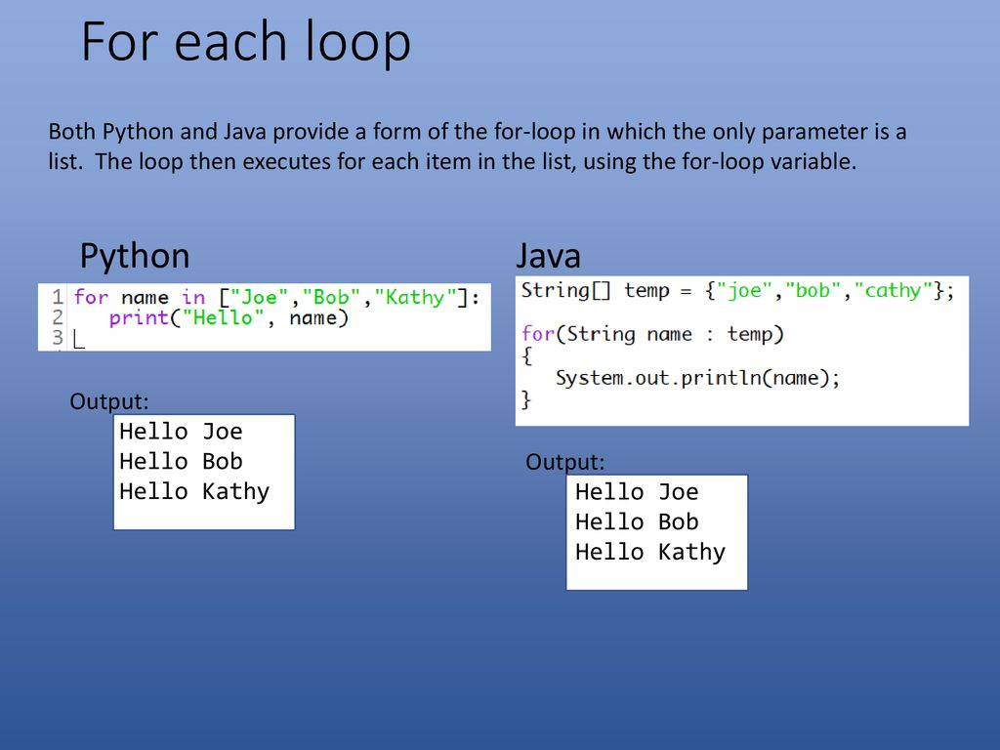 For each loop
Both Python and Java provide a form of the for-loop in which the only parameter is a
list.  The loop then executes for each item in the list, using the for-loop variable.
Python
1 for name in ["Joe","Bob","Kathy"]:
2    print("Hello", name)
3
Output:
Hello Joe
Hello Bob
Hello Kathy
Java
String[] temp = {"joe","bob","cathy"};
for(String name : temp)
{
   System.out.println(name);
}
Output:
Hello Joe
Hello Bob
Hello Kathy